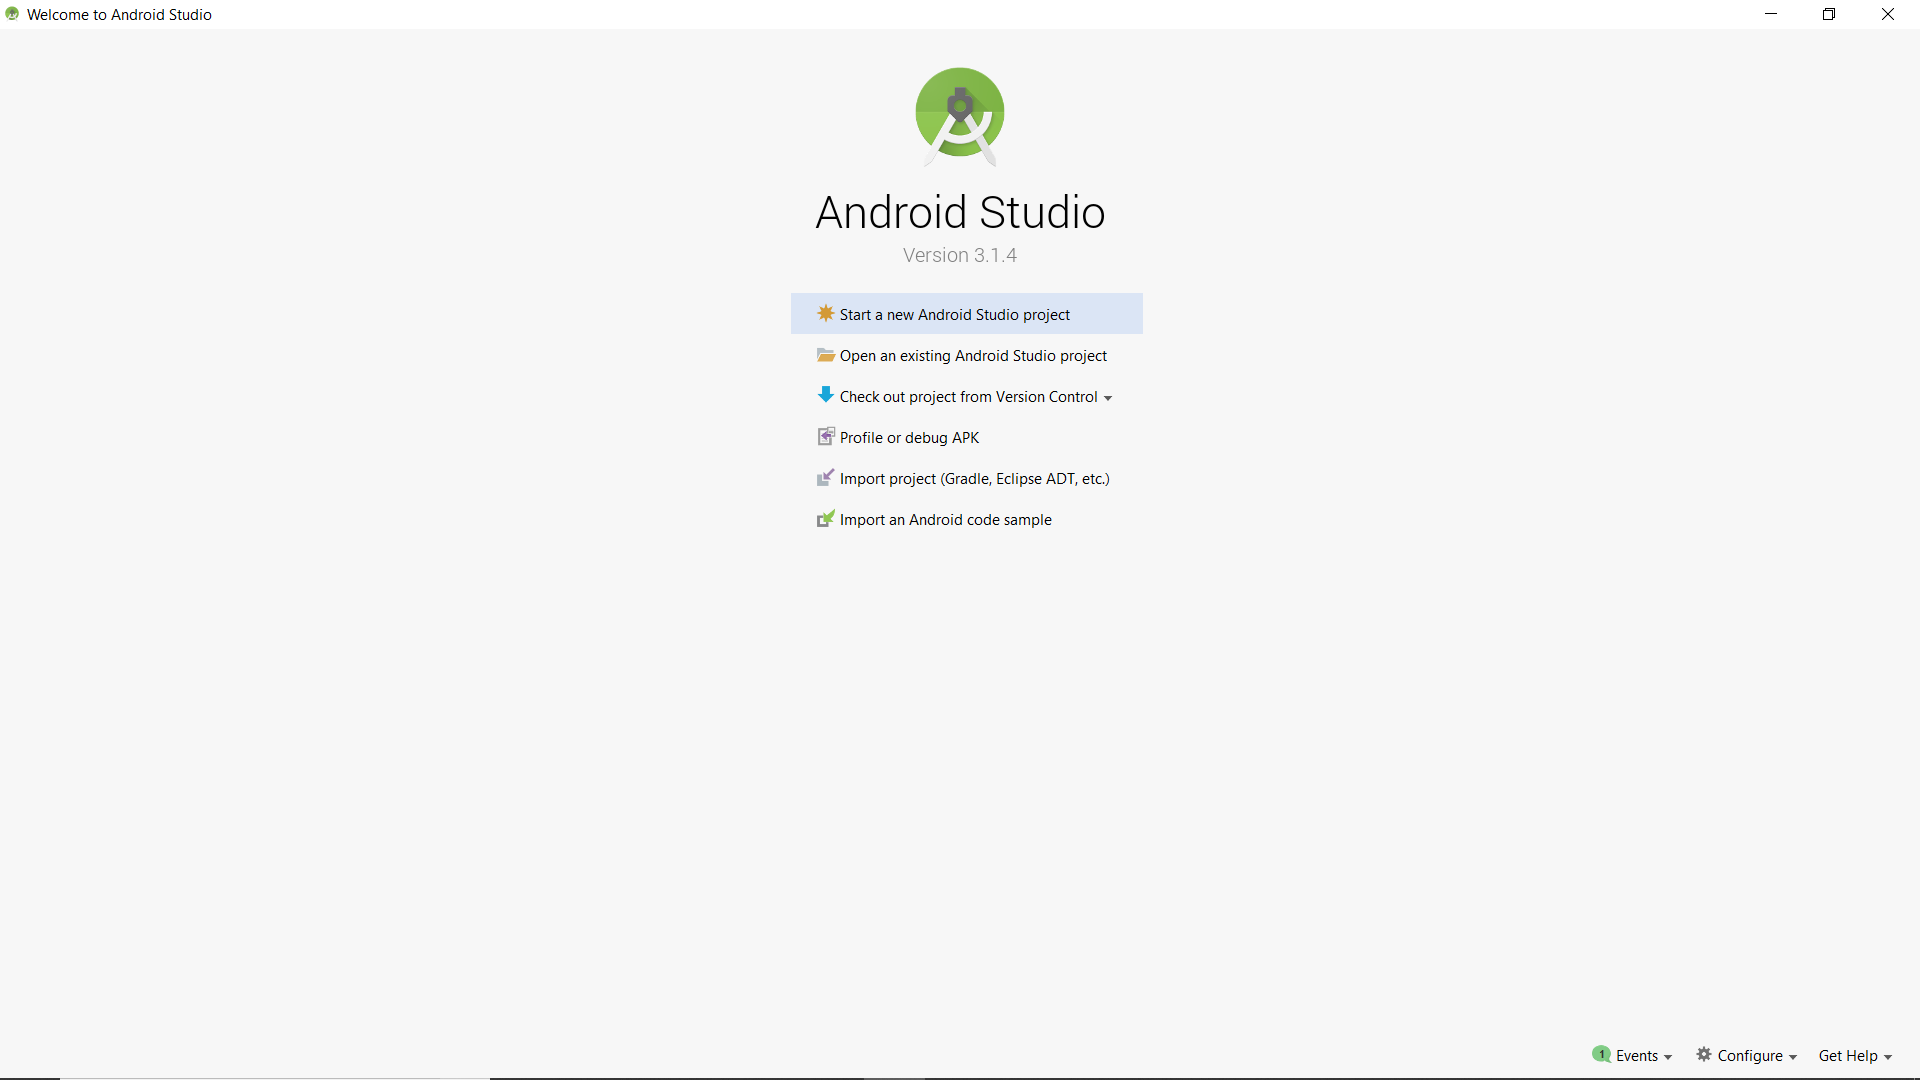 Welcome to Android Studio
Android Studio
Version 3.1.4
Start a new Android Studio project
Open an existing Android Studio project
Check out project from Version Control
Profile or debug APK
Import project (Gradle, Eclipse ADT, etc.)
Import an Android code sample
1 Events Configure Get Help